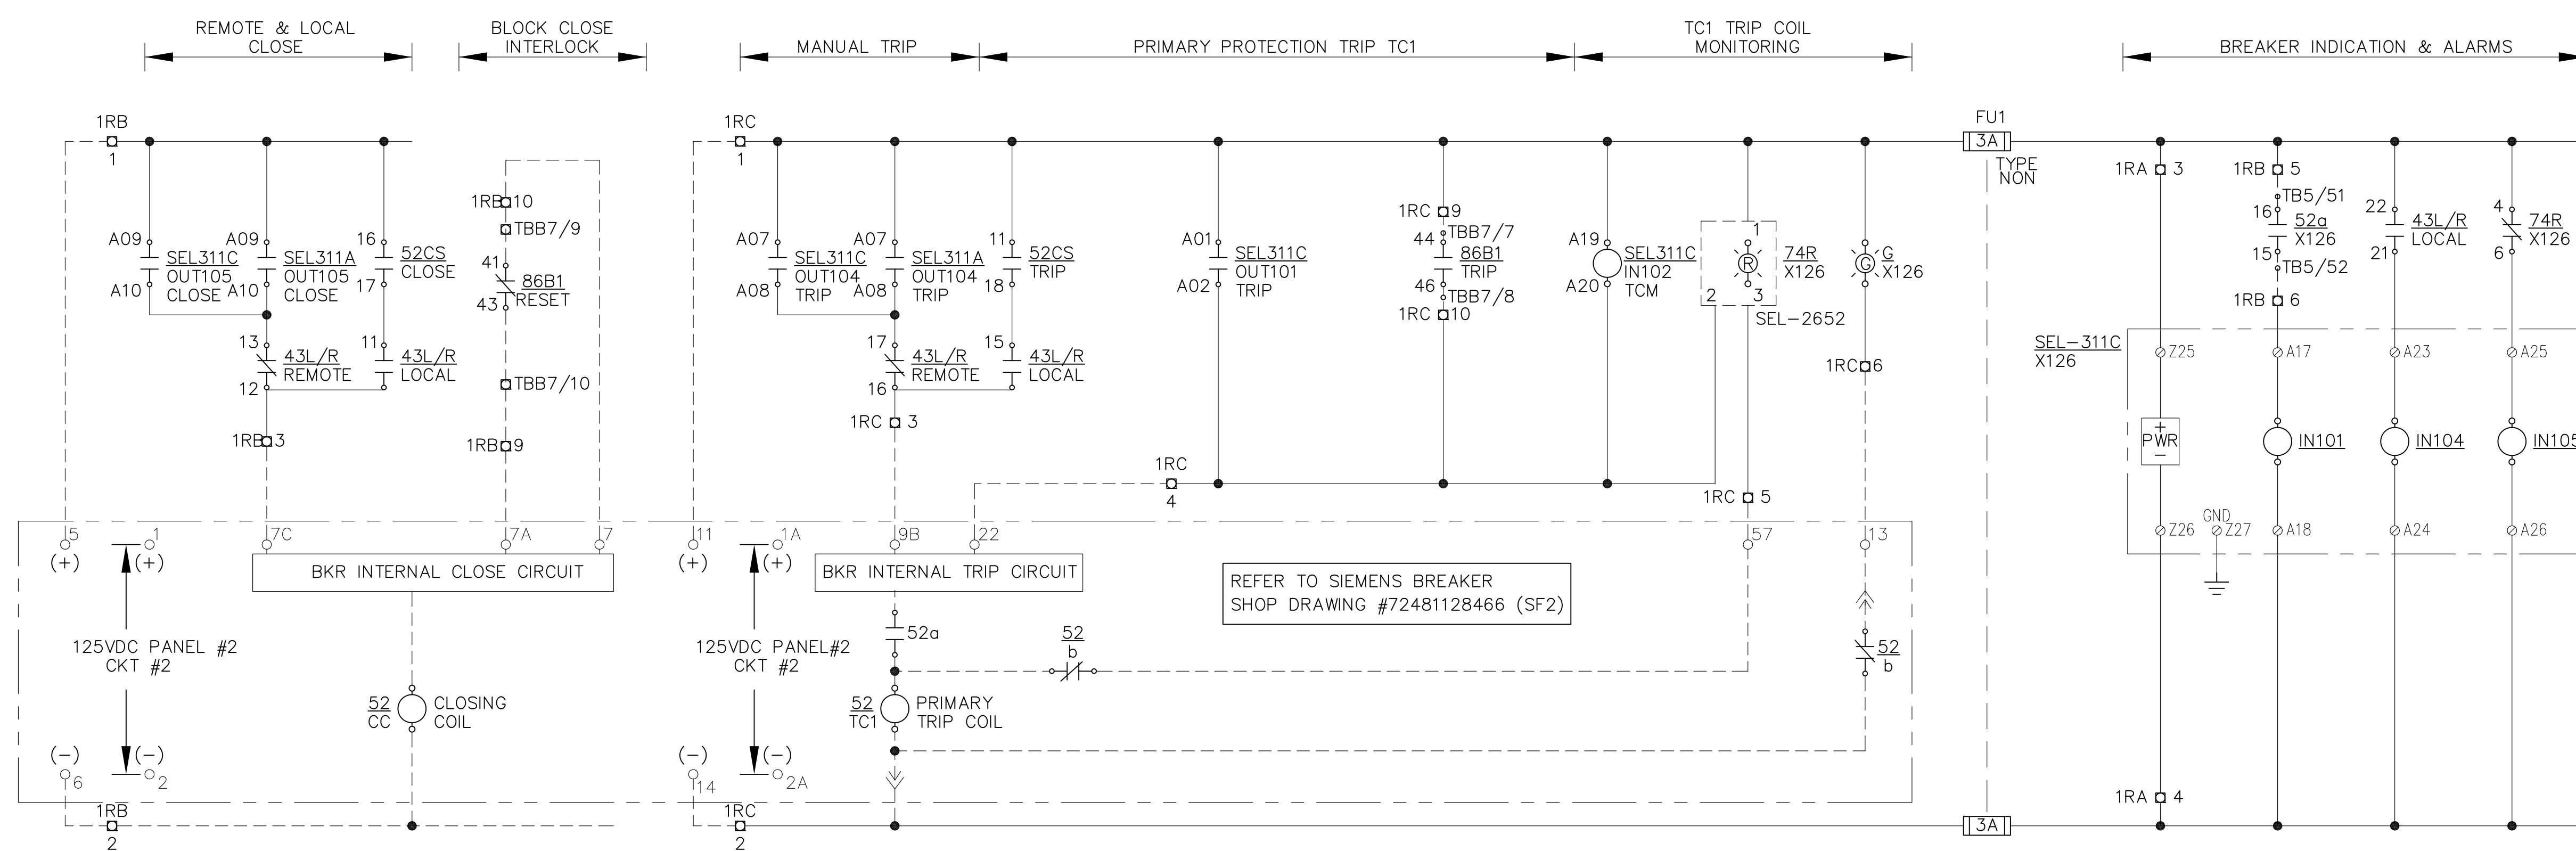 REMOTE & LOCAL
CLOSE
BLOCK CLOSE
INTERLOCK
MANUAL TRIP
PRIMARY PROTECTION TRIP TC1
TC1 TRIP COIL
MONITORING
BREAKER INDICATION & ALARMS
1RB
1
1RC
1
FU1
3A
TYPE
NON
A09
A10
SEL311C
OUT105
CLOSE
A09
A10
SEL311A
OUT105
CLOSE
16
17
52CS
CLOSE
13
12
43L/R
REMOTE
11
43L/R
LOCAL
1RB 3
1RB 10
TBB7/9
41
43
86B1
RESET
TBB7/10
1RB 9
A07
A08
SEL311C
OUT104
TRIP
A07
A08
SEL311A
OUT104
TRIP
11
18
52CS
TRIP
17
16
43L/R
REMOTE
15
43L/R
LOCAL
1RC 3
A01
A02
SEL311C
OUT101
TRIP
1RC 9
TBB7/7
44
46
86B1
TRIP
TBB7/8
1RC 10
A19
A20
SEL311C
IN102
TCM
1
R
2
3
74R
X126
SEL-2652
G
G
X126
1RC 6
1RC
4
1RC 5
1RA 3
1RB 5
TB5/51
16
15
52a
X126
TB5/52
1RB 6
22
21
43L/R
LOCAL
4
6
74R
X126
SEL-311C
X126
Z25
A17
A23
A25
+
PWR
-
IN101
IN104
IN105
Z26
GND
Z27
A18
A24
A26
5
(+)
1
(+)
7C
7A
7
11
(+)
1A
(+)
9B
22
57
13
BKR INTERNAL CLOSE CIRCUIT
BKR INTERNAL TRIP CIRCUIT
REFER TO SIEMENS BREAKER
SHOP DRAWING #72481128466 (SF2)
125VDC PANEL #2
CKT #2
125VDC PANEL#2
CKT #2
52a
52
b
52
b
52
CC
CLOSING
COIL
52
TC1
PRIMARY
TRIP COIL
(-)
6
(-)
2
(-)
14
(-)
2A
1RB
2
1RC
2
1RA 4
3A